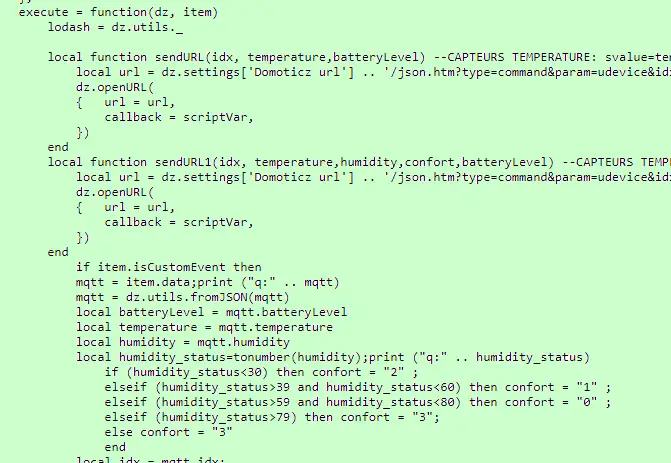 execute = function(dz, item)
lodash = dz.utils._
local function sendURL(idx, temperature,batteryLevel) --CAPTEURS TEMPERATURE: svalue=ter
local url = dz.settings['Domoticz url'] .. '/json.htm?type=command&param=udevice&id
dz.openURL(
{ url = url,
callback = scriptVar,
})
end
local function sendURL1(idx, temperature,humidity,confort,batteryLevel) --CAPTEURS TEMP
local url = dz.settings['Domoticz url'] .. '/json.htm?type=command&param=udevice&id
dz.openURL(
{ url = url,
callback = scriptVar,
})
end
if item.isCustomEvent then
mqtt = item.data;print ("q:" .. mqtt)
mqtt = dz.utils.fromJSON(mqtt)
local batteryLevel = mqtt.batteryLevel
local temperature = mqtt.temperature
local humidity = mqtt.humidity
local humidity_status=tonumber(humidity);print ("q:" .. humidity_status)
if (humidity_status<30) then confort = "2" ;
elseif (humidity_status>39 and humidity_status<60) then confort = "1" ;
elseif (humidity_status>59 and humidity_status<80) then confort = "0" ;
elseif (humidity_status>79) then confort = "3";
else confort = "3"
end
local idx = mqtt.idx;